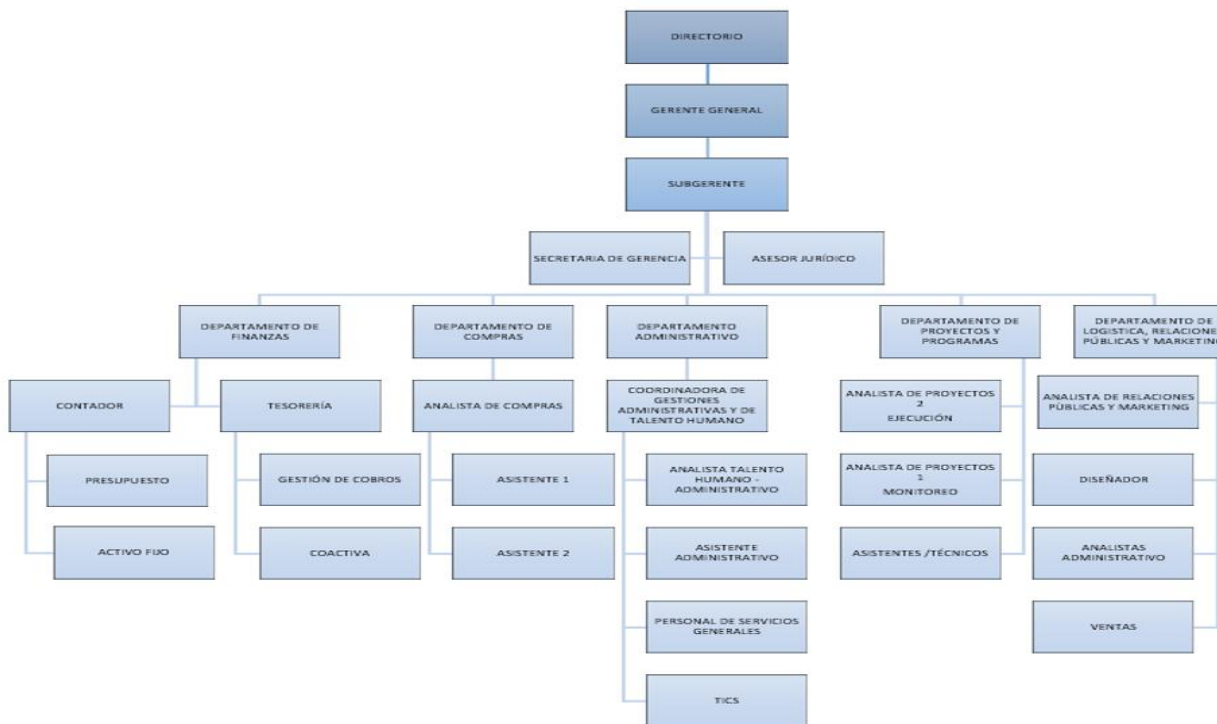 DIRECTORIO
GERENTE GENERAL
SUBGERENTE
SECRETARIA DE GERENCIA
ASESOR JURÍDICO
DEPARTAMENTO DE
FINANZAS
DEPARTAMENTO DE
COMPRAS
DEPARTAMENTO
ADMINISTRATIVO
DEPARTAMENTO DE
PROYECTOS Y
PROGRAMAS
DEPARTAMENTO DE
LOGISTICA, RELACIONE
PÚBLICAS Y MARKETING
CONTADOR
TESORERÍA
ANALISTA DE COMPRAS
COORDINADORA DE
GESTIONES
ADMINISTRATIVAS Y DE
TALENTO HUMANO
ANALISTA DE PROYECTOS
2
EJECUCIÓN
ANALISTA DE RELACIONES
PÚBLICAS Y MARKETING
PRESUPUESTO
GESTIÓN DE COBROS
ASISTENTE 1
ANALISTA TALENTO
HUMANO -
ADMINISTRATIVO
ANALISTA DE PROYECTOS
1
MONITOREO
DISEÑADOR
ACTIVO FIJO
COACTIVA
ASISTENTE 2
ASISTENTE
ADMINISTRATIVO
ASISTENTES /TÉCNICOS
ANALISTAS
ADMINISTRATIVO
PERSONAL DE SERVICIOS
GENERALES
VENTAS
TICS